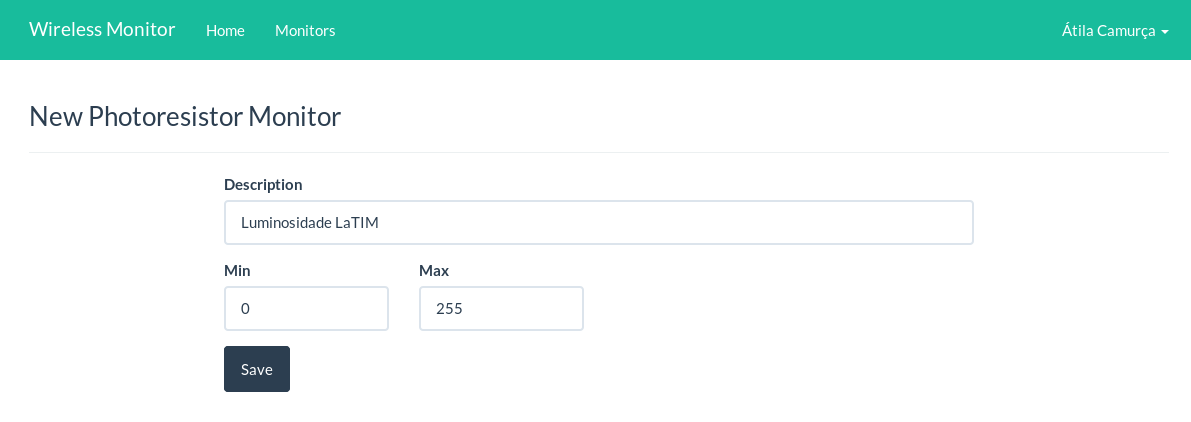 Wireless Monitor Home Monitors Átila Camurça
New Photoresistor Monitor
Description
Luminosidade LaTIM
Min Max
0 255
Save